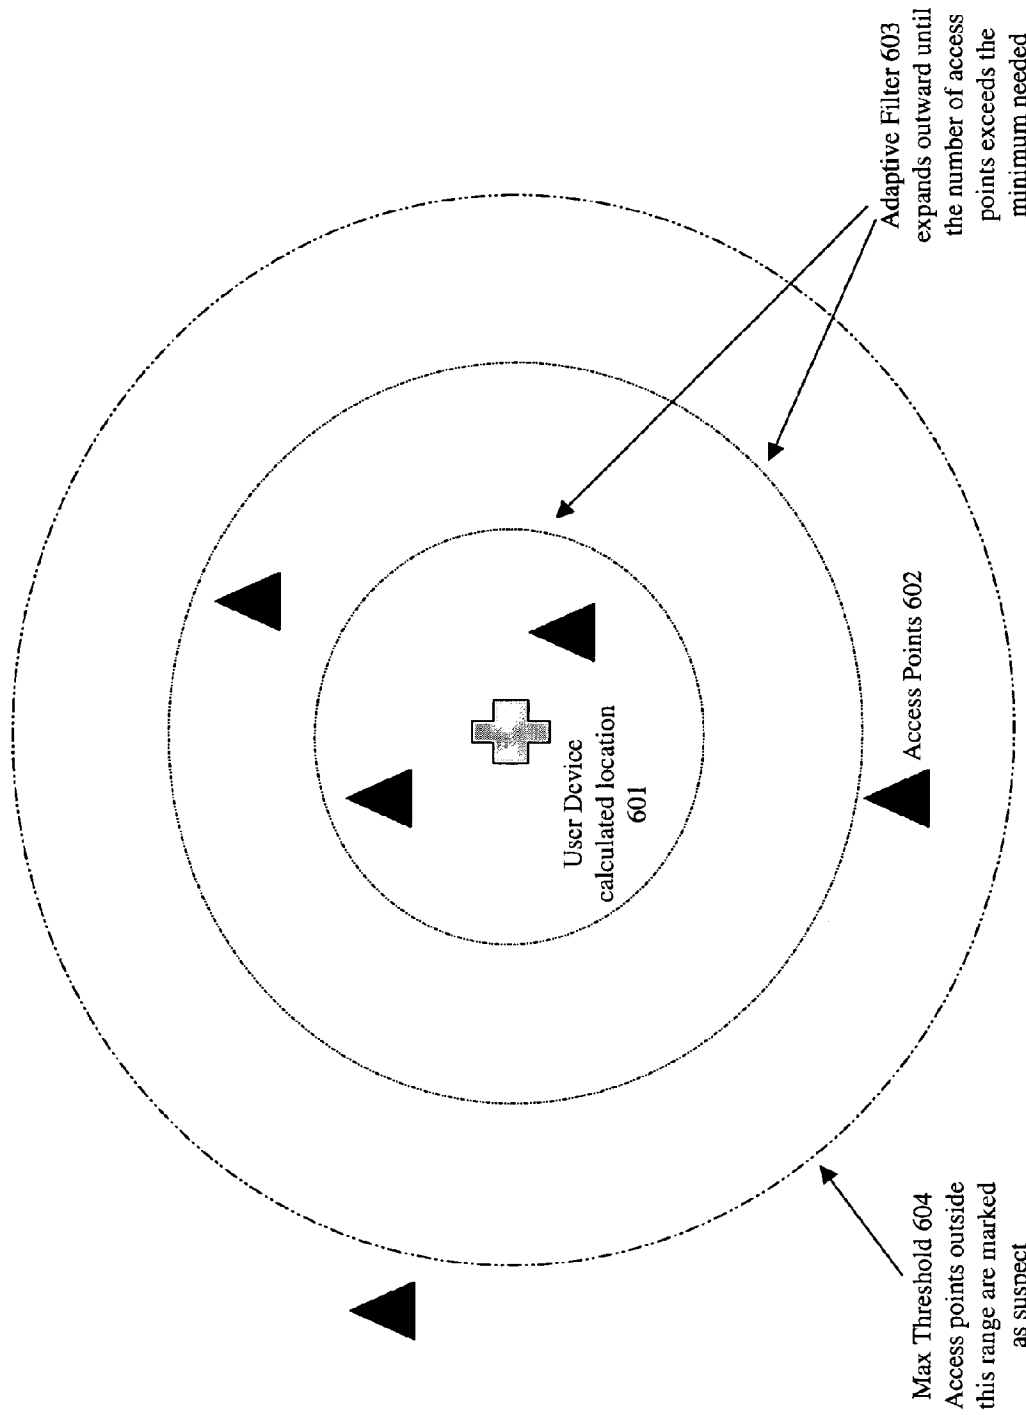 Adaptive Filter 603
expands outward until
the number of access
points exceeds the
minimum needed
User Device
calculated location
601
Access Points 602
Max Threshold 604
Access points outside
this range are marked
as suspect